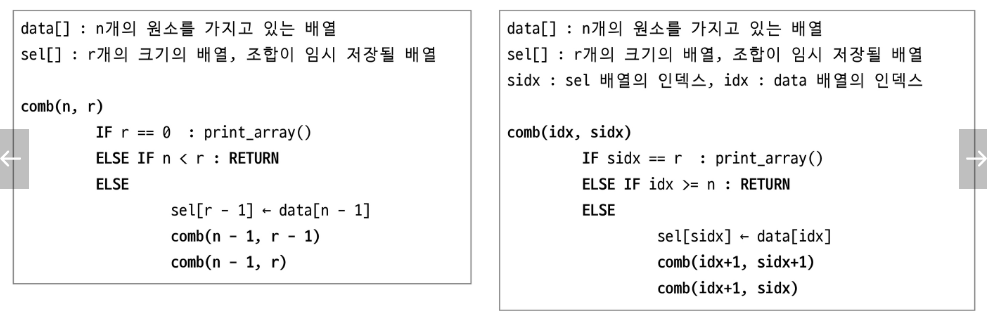 data[] : n개의 원소를 가지고 있는 배열
sel[] : r개의 크기의 배열, 조합이 임시 저장될 배열
comb(n, r)
IF r == 0 : print_array()
ELSE IF n < r : RETURN
ELSE
sel[r - 1] ← data[n - 1]
comb(n - 1, r - 1)
comb(n - 1, r)
data[] : n개의 원소를 가지고 있는 배열
sel[] : r개의 크기의 배열, 조합이 임시 저장될 배열
sidx : sel 배열의 인덱스, idx : data 배열의 인덱스
comb(idx, sidx)
IF sidx == r : print_array()
ELSE IF idx >= n : RETURN
ELSE
sel[sidx] ← data[idx]
comb(idx+1, sidx+1)
comb(idx+1, sidx)